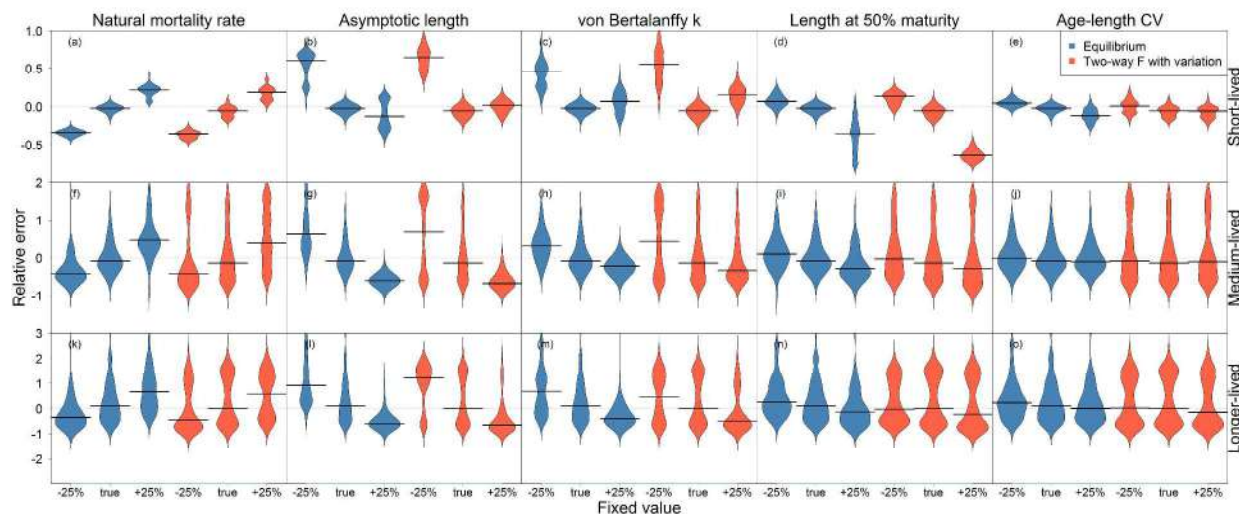 Natural mortality rate Asymptotic length von Bertalanffy k Length at 50% maturity Age-length CV
1.0 (a) (b) (c) (d) (e) Equilibrium
Two-way F with variation
0.5
0.0
-0.5
Short-lived
2 (f) (g) (h) (i) (j)
1
0
-1
Relative error
Medium-lived
3 (k) (l) (m) (n) (o)
2
1
0
-1
-2
Longer-lived
-25% true +25% -25% true +25% -25% true +25% -25% true +25% -25% true +25% -25% true +25% -25% true +25% -25% true +25% -25% true +25% -25% true +25%
Fixed value